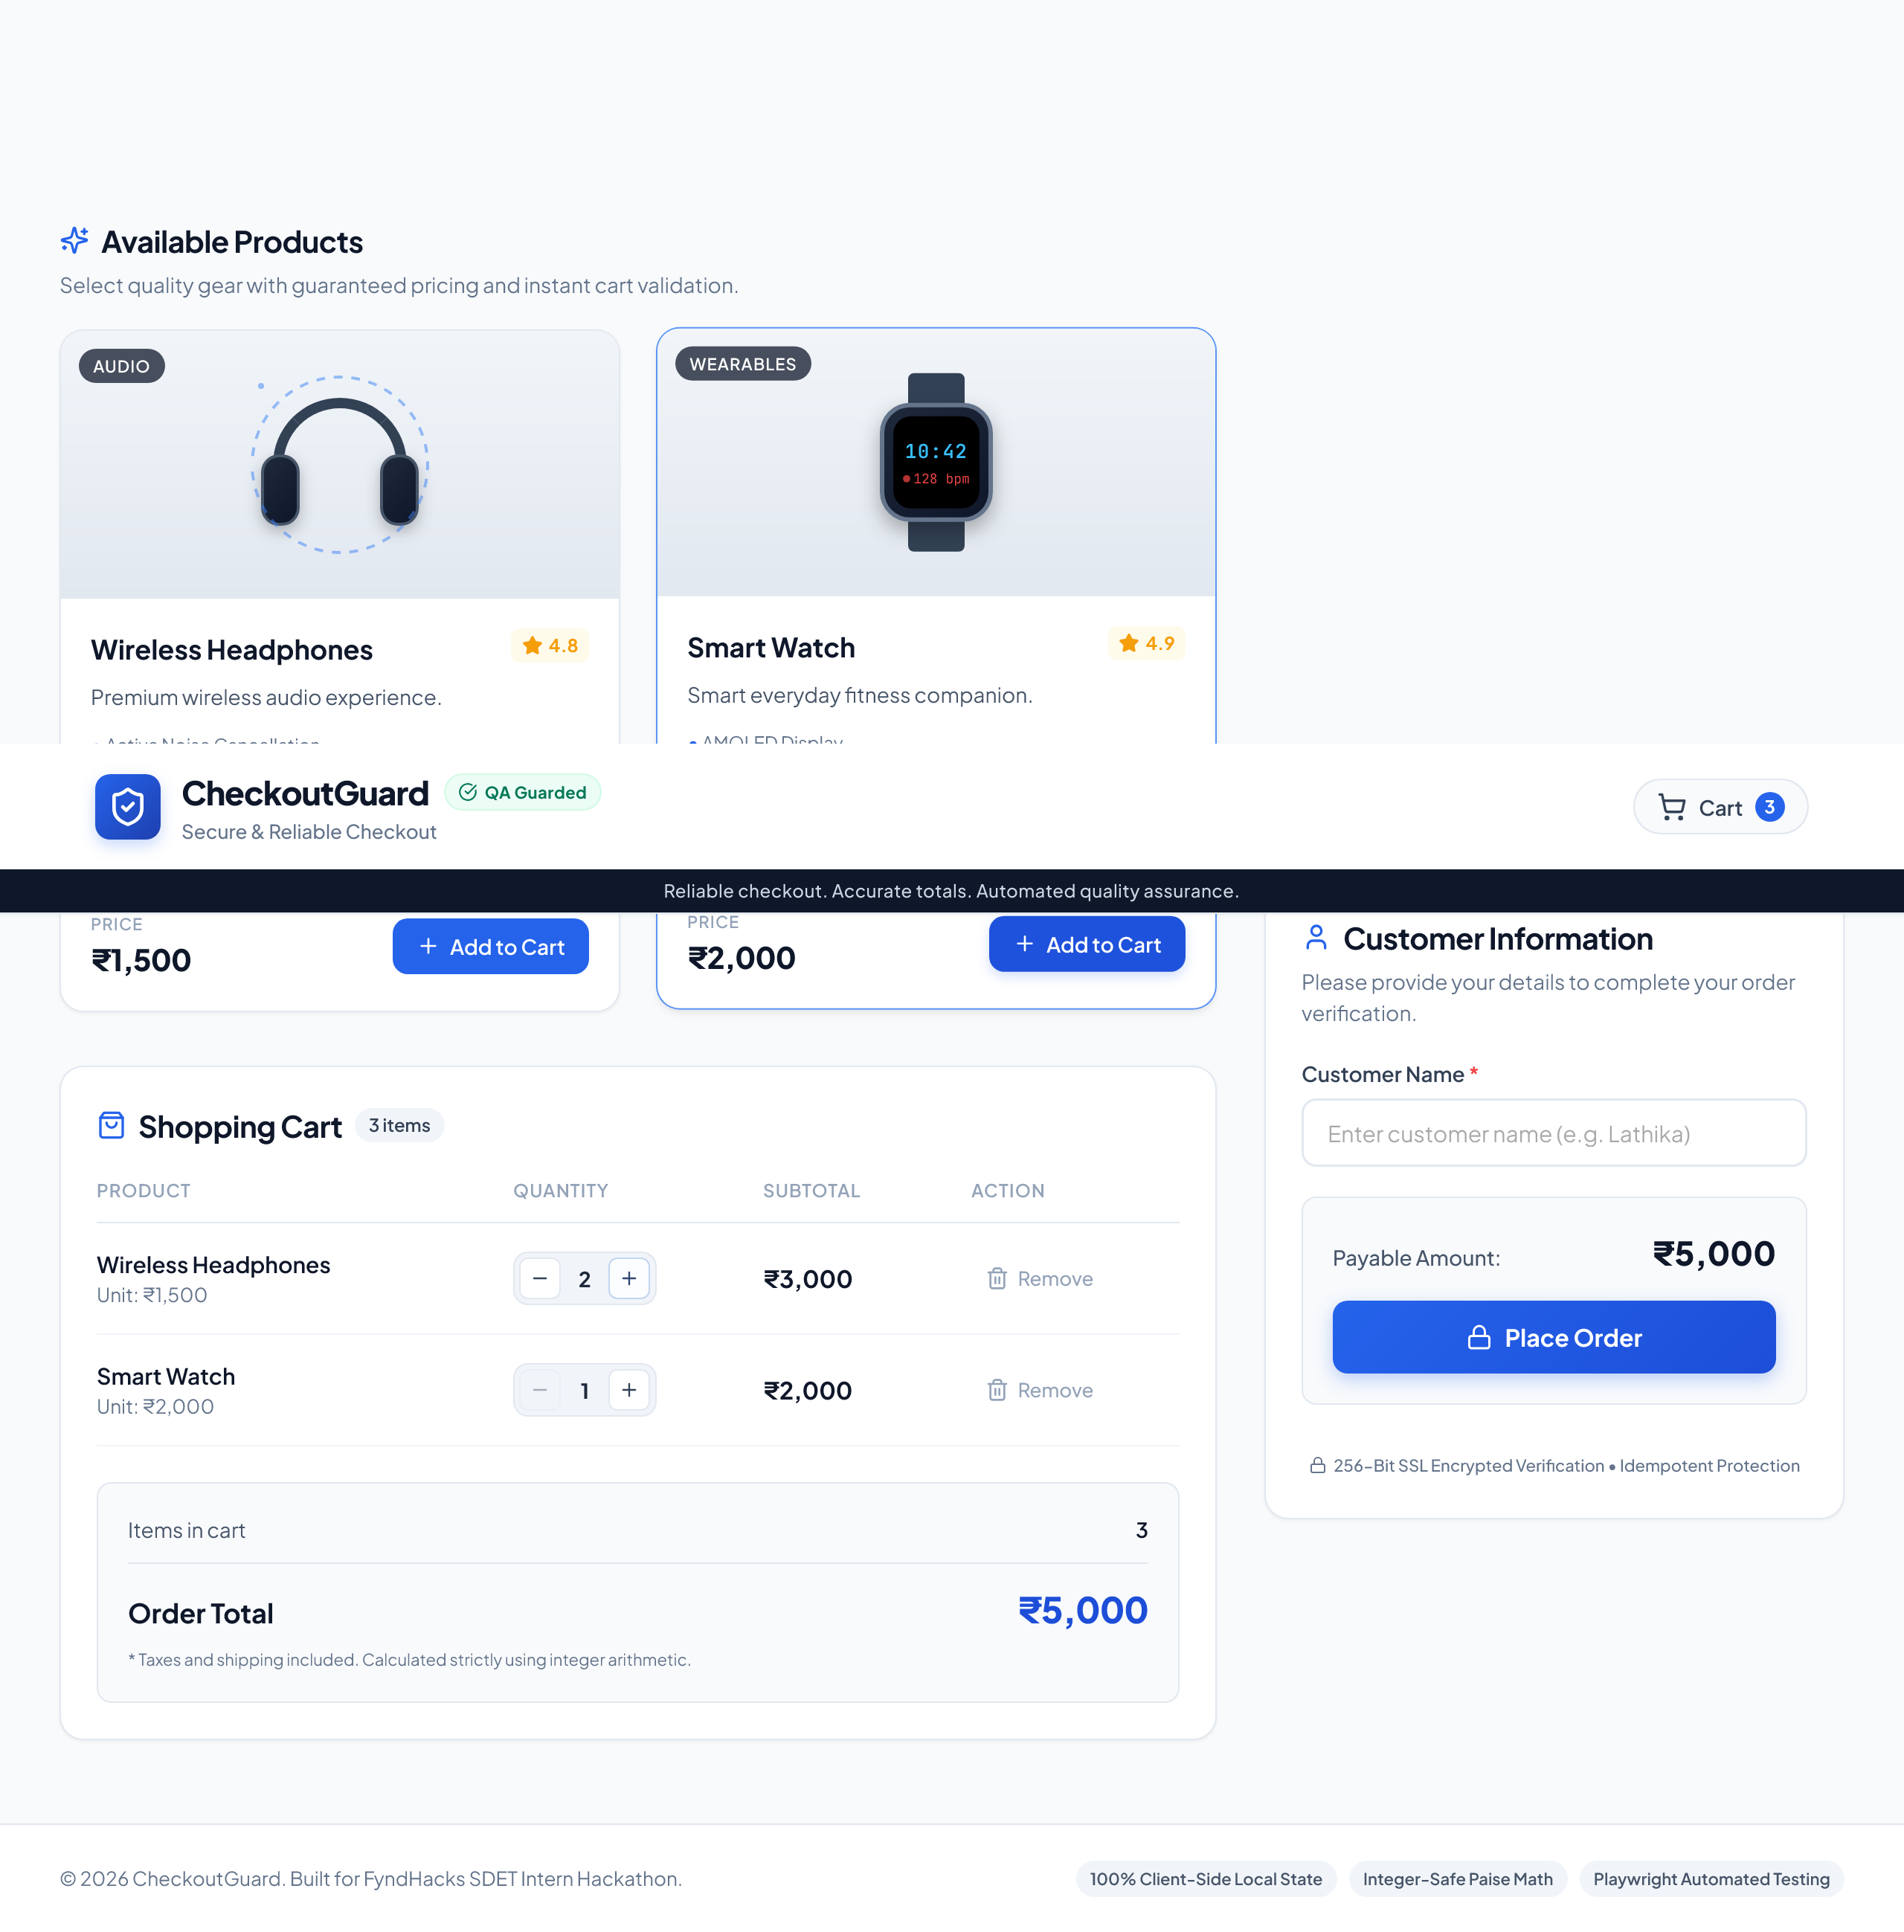 Available Products
Select quality gear with guaranteed pricing and instant cart validation.
AUDIO
WEARABLES
10:42
128 bpm
Wireless Headphones
4.8
Premium wireless audio experience.
Active Noise Cancellation
Smart Watch
4.9
Smart everyday fitness companion.
AMOLED Display
CheckoutGuard
QA Guarded
Secure & Reliable Checkout
Cart 3
Reliable checkout. Accurate totals. Automated quality assurance.
PRICE
₹1,500
+ Add to Cart
PRICE
₹2,000
+ Add to Cart
Customer Information
Please provide your details to complete your order
verification.
Customer Name *
Enter customer name (e.g. Lathika)
Payable Amount: ₹5,000
Place Order
256-Bit SSL Encrypted Verification • Idempotent Protection
Shopping Cart 3 items
PRODUCT QUANTITY SUBTOTAL ACTION
Wireless Headphones
Unit: ₹1,500
− 2 + ₹3,000 Remove
Smart Watch
Unit: ₹2,000
− 1 + ₹2,000 Remove
Items in cart 3
Order Total ₹5,000
* Taxes and shipping included. Calculated strictly using integer arithmetic.
© 2026 CheckoutGuard. Built for FyndHacks SDET Intern Hackathon.
100% Client-Side Local State
Integer-Safe Paise Math
Playwright Automated Testing